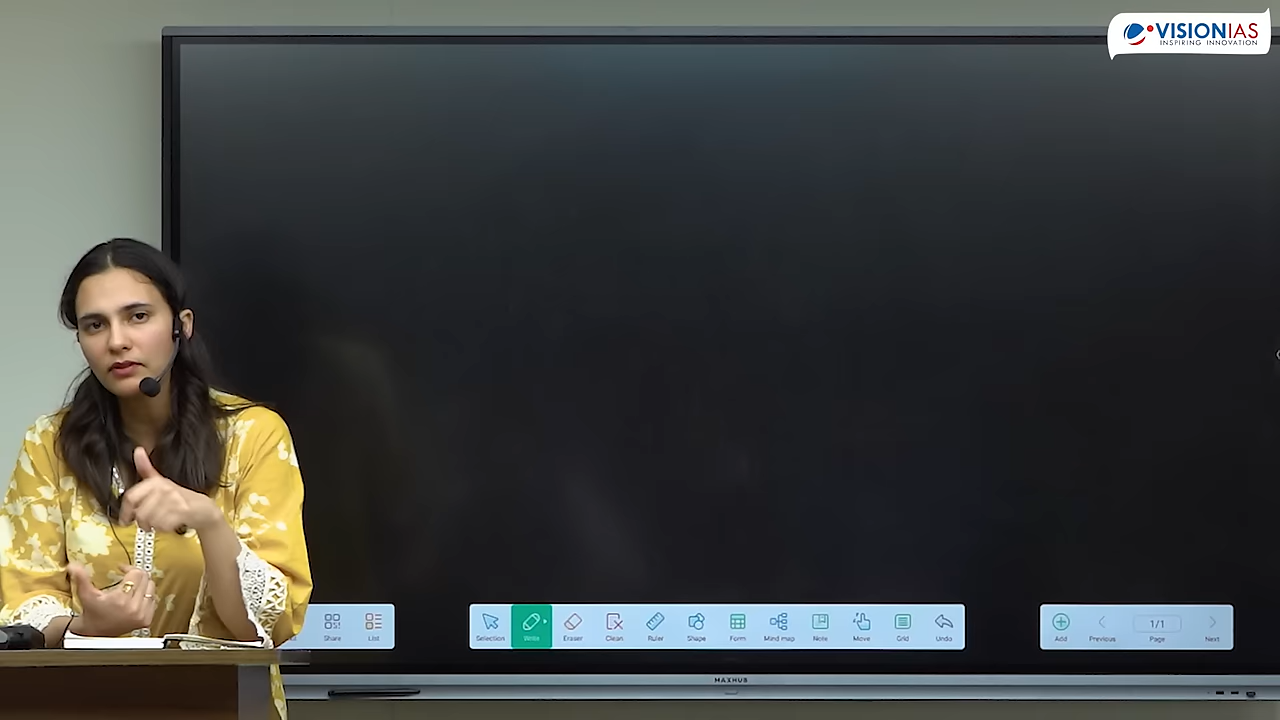 VISIONIAS
INSPIRING INNOVATION
Share
List
Selection
Write
Eraser
Clean
Ruler
Shape
Form
Mind map
Note
Move
Grid
Undo
Add
Previous
1/1
Page
Next
MAXHUB